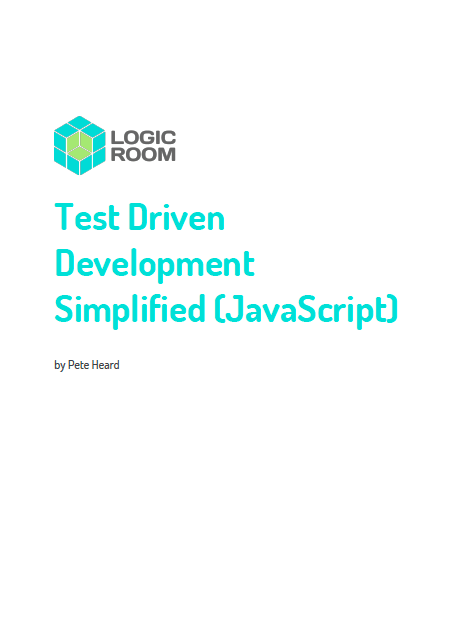 LOGIC
ROOM
Test Driven
Development
Simplified (JavaScript)
by Pete Heard